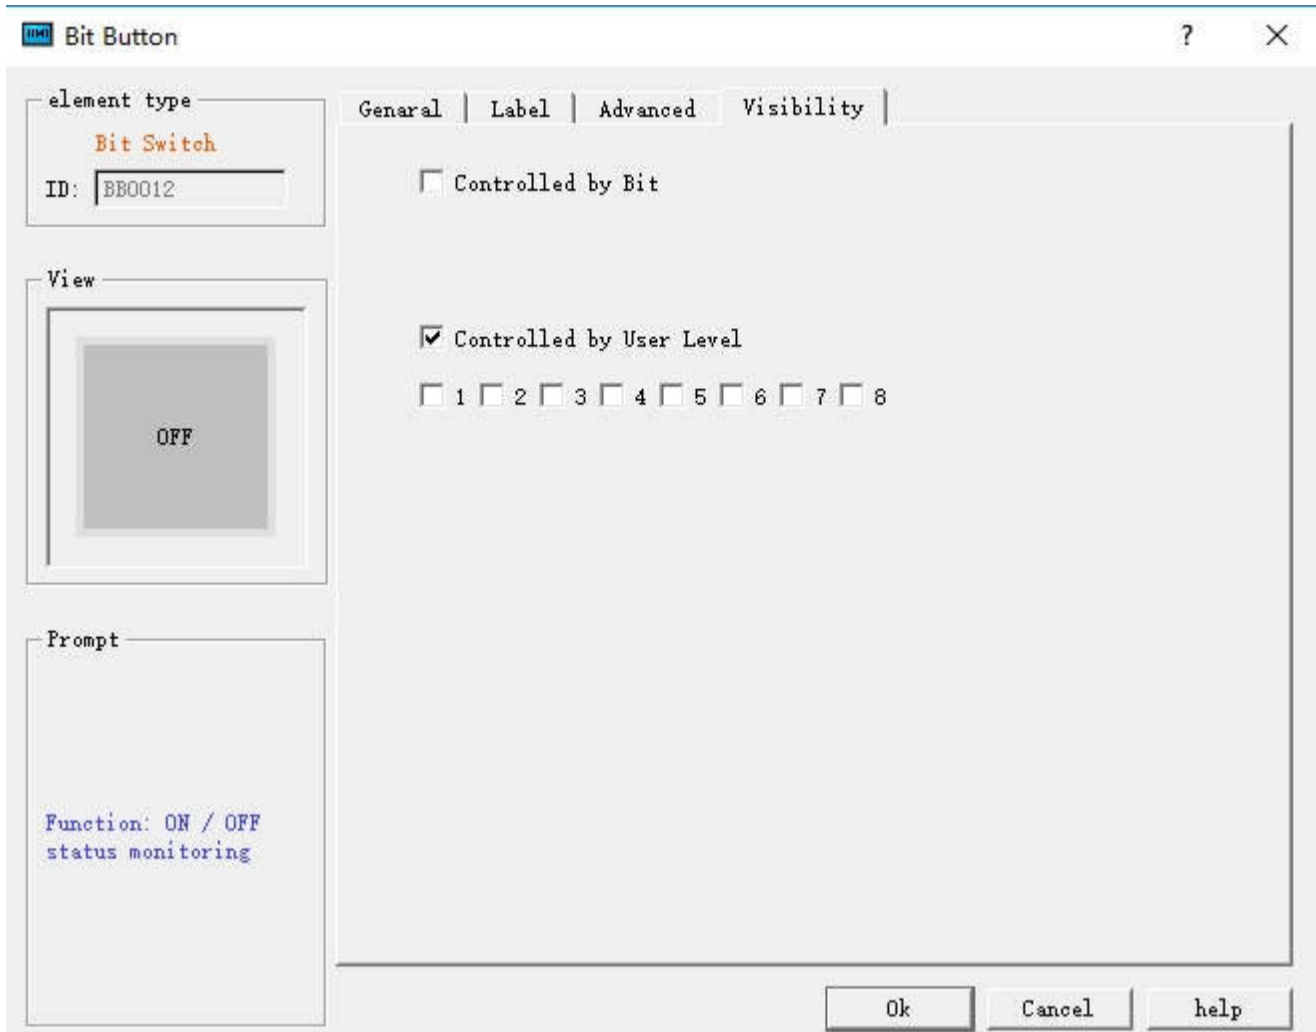 Bit Button
element type
Bit Switch
ID: BB0012
View
OFF
Prompt
Function: ON / OFF
status monitoring
Genaral Label Advanced Visibility
Controlled by Bit
Controlled by User Level
1 2 3 4 5 6 7 8
Ok Cancel help